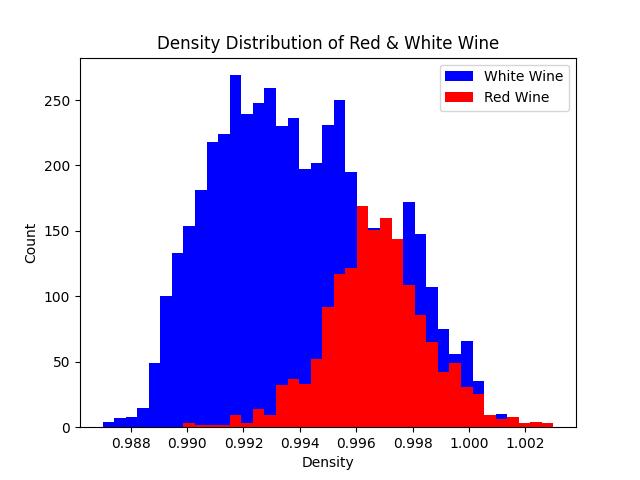 Density Distribution of Red & White Wine
White Wine
Red Wine
250
200
150
100
50
0
Count
0.988 0.990 0.992 0.994 0.996 0.998 1.000 1.002
Density